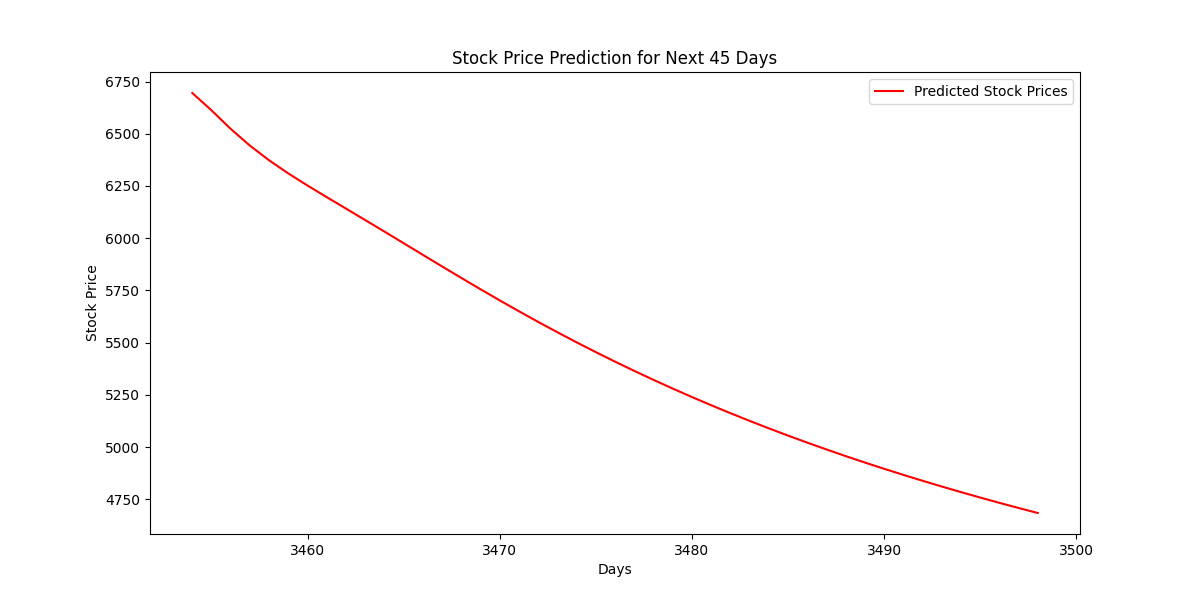 Stock Price Prediction for Next 45 Days
Predicted Stock Prices
Stock Price
6750
6500
6250
6000
5750
5500
5250
5000
4750
3460 3470 3480 3490 3500
Days